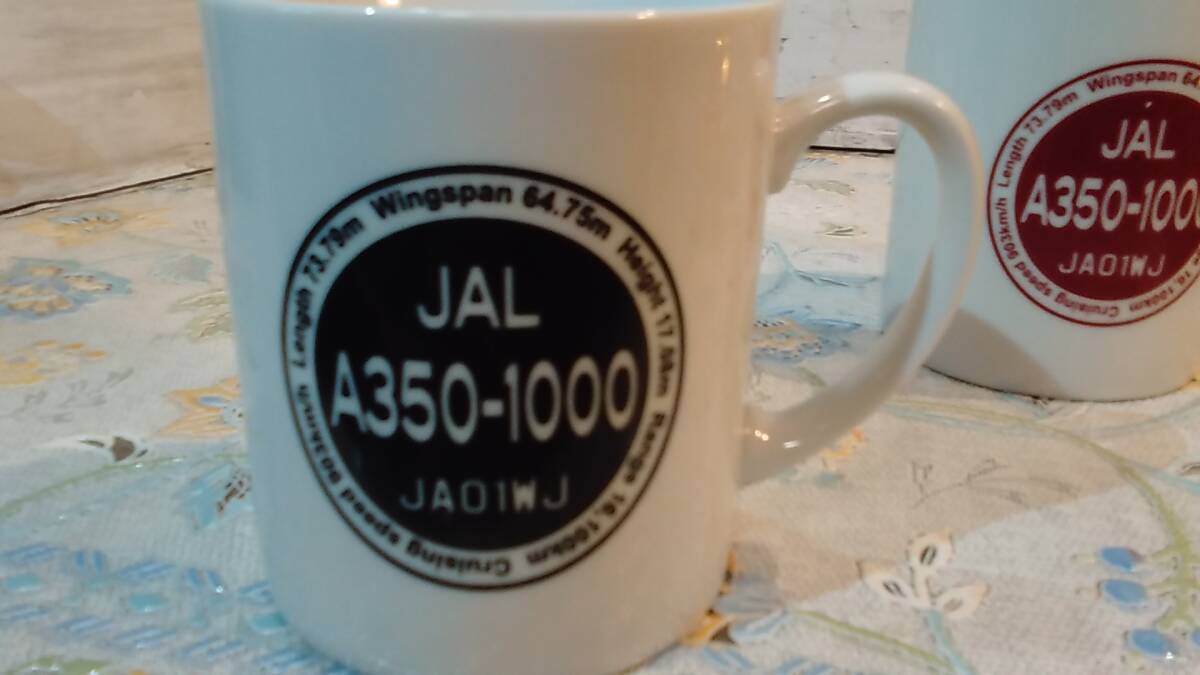 JAL
A350-1000
JA01WJ
Length 73.79m Wingspan 64.75m Height 17.08m Range 16,100km Cruising speed 903km/h
JAL
A350-100
JA01WJ
Cruising speed 903km/h Length 73.79m Wingspan 64